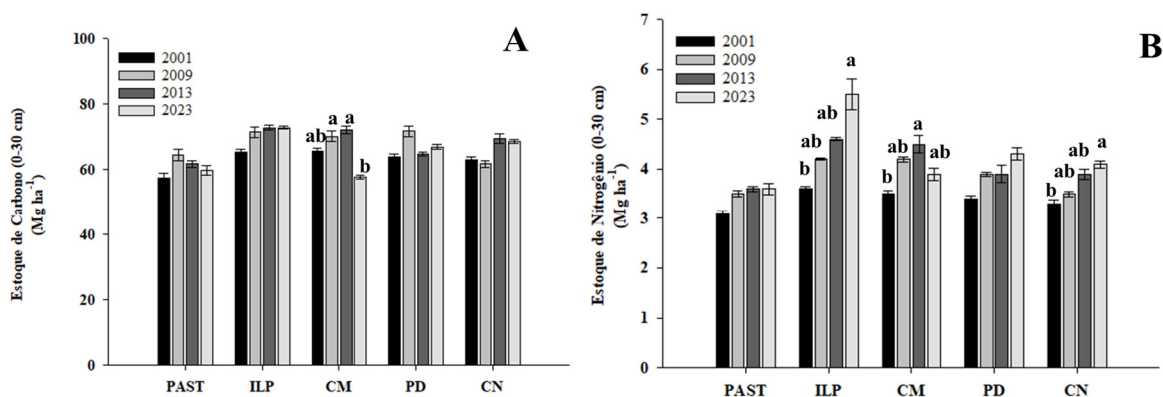 A
100
80
60
40
20
0
Estoque de Carbono (0-30 cm)
(Mg ha⁻¹)
2001
2009
2013
2023
ab a a b
PAST ILP CM PD CN
B
7
6
5
4
3
2
1
0
Estoque de Nitrogênio (0-30 cm)
(Mg ha⁻¹)
2001
2009
2013
2023
b ab ab a
b ab a ab
b ab ab a
PAST ILP CM PD CN